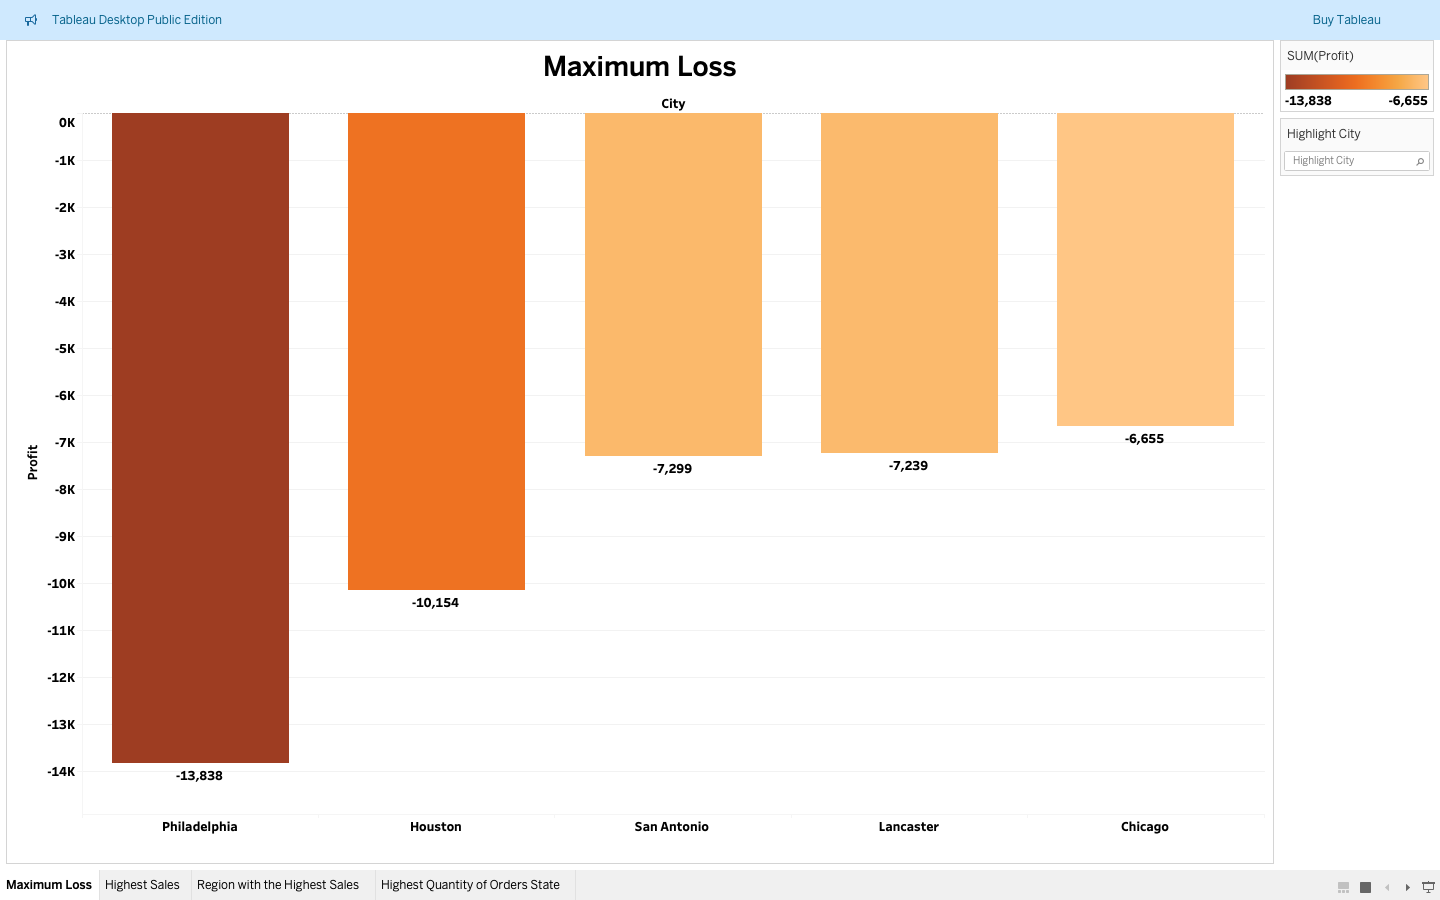 Tableau Desktop Public Edition
Buy Tableau
Maximum Loss
City
0K
-1K
-2K
-3K
-4K
-5K
-6K
-7K
-8K
-9K
-10K
-11K
-12K
-13K
-14K
Profit
-13,838
-10,154
-7,299
-7,239
-6,655
Philadelphia
Houston
San Antonio
Lancaster
Chicago
SUM(Profit)
-13,838 -6,655
Highlight City
Highlight City
Maximum Loss
Highest Sales
Region with the Highest Sales
Highest Quantity of Orders State